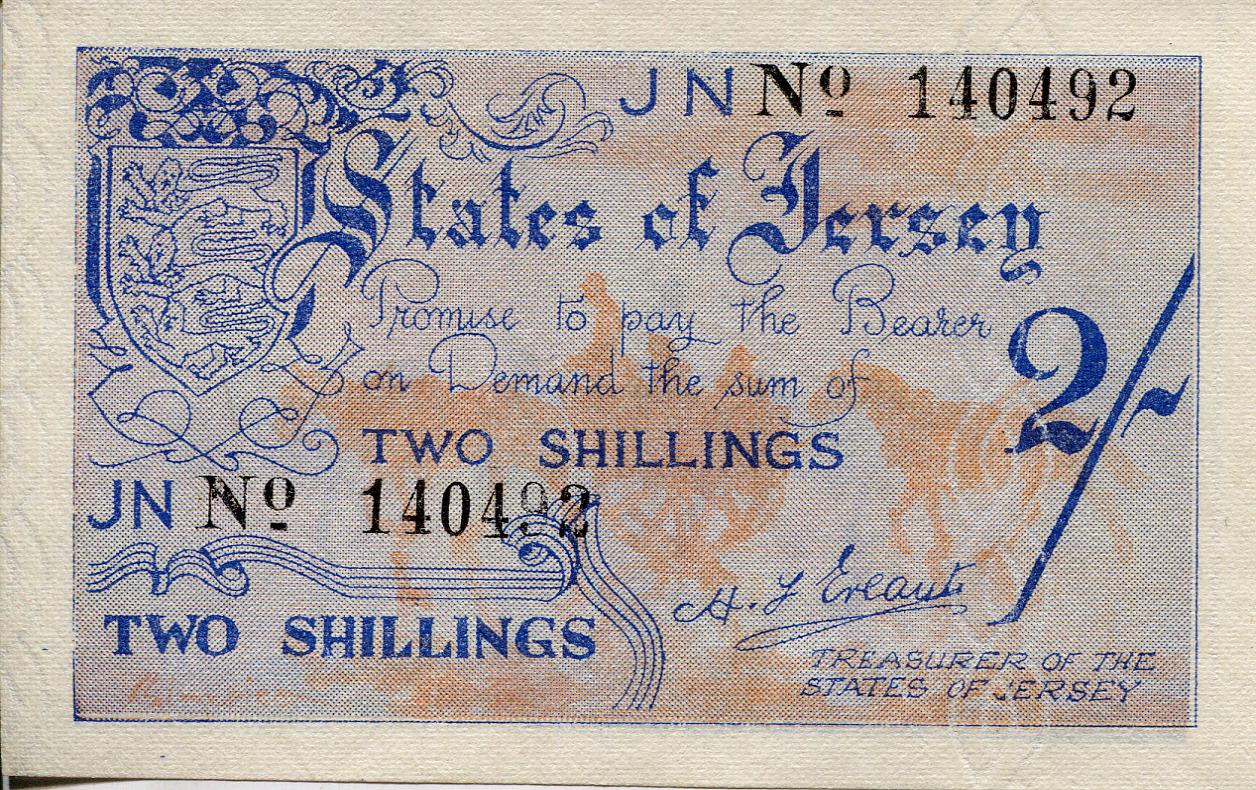 JN Nº 140492
States of Jersey
Promise to pay the Bearer
on Demand the sum of
2/-
TWO SHILLINGS
JN Nº 140492
TWO SHILLINGS
H. F Ereaut
TREASURER OF THE
STATES OF JERSEY